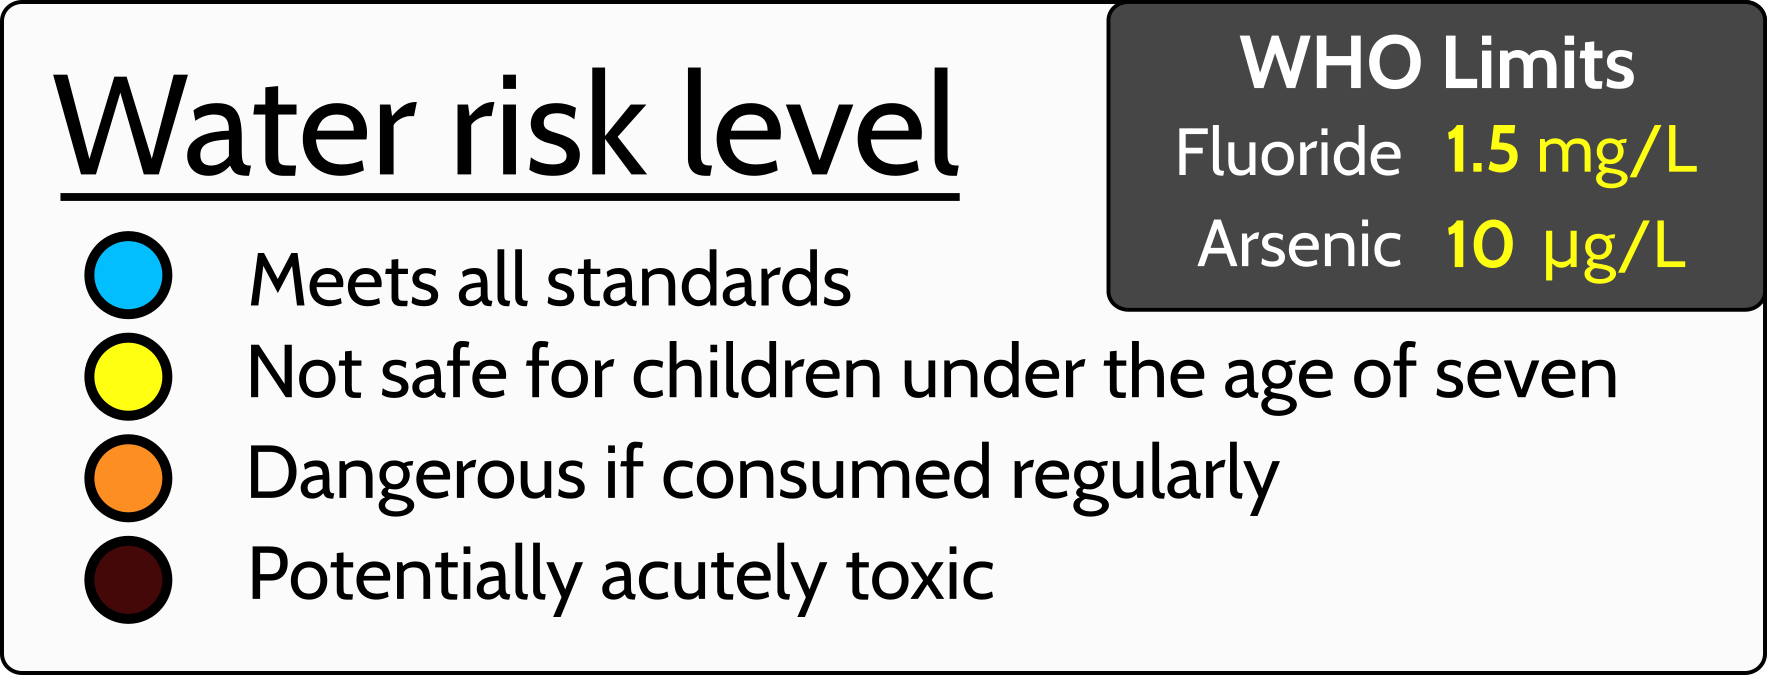 Water risk level
WHO Limits
Fluoride 1.5 mg/L
Arsenic 10 µg/L
Meets all standards
Not safe for children under the age of seven
Dangerous if consumed regularly
Potentially acutely toxic